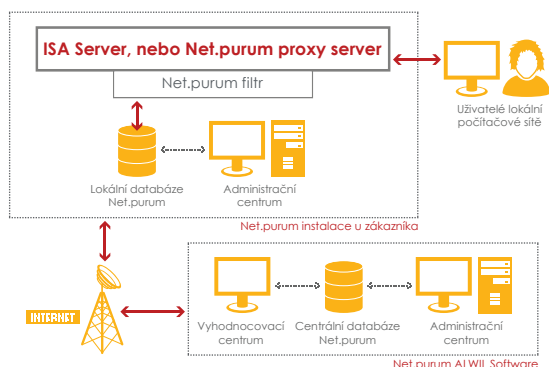 ISA Server, nebo Net.purum proxy server
Net.purum filtr
Uživatelé lokální
počítačové sítě
Lokální databáze
Net.purum
Administrační
centrum
Net.purum instalace u zákazníka
INTERNET
Vyhodnocovací
centrum
Centrální databáze
Net.purum
Administrační
centrum
Net.purum ALWIL Software